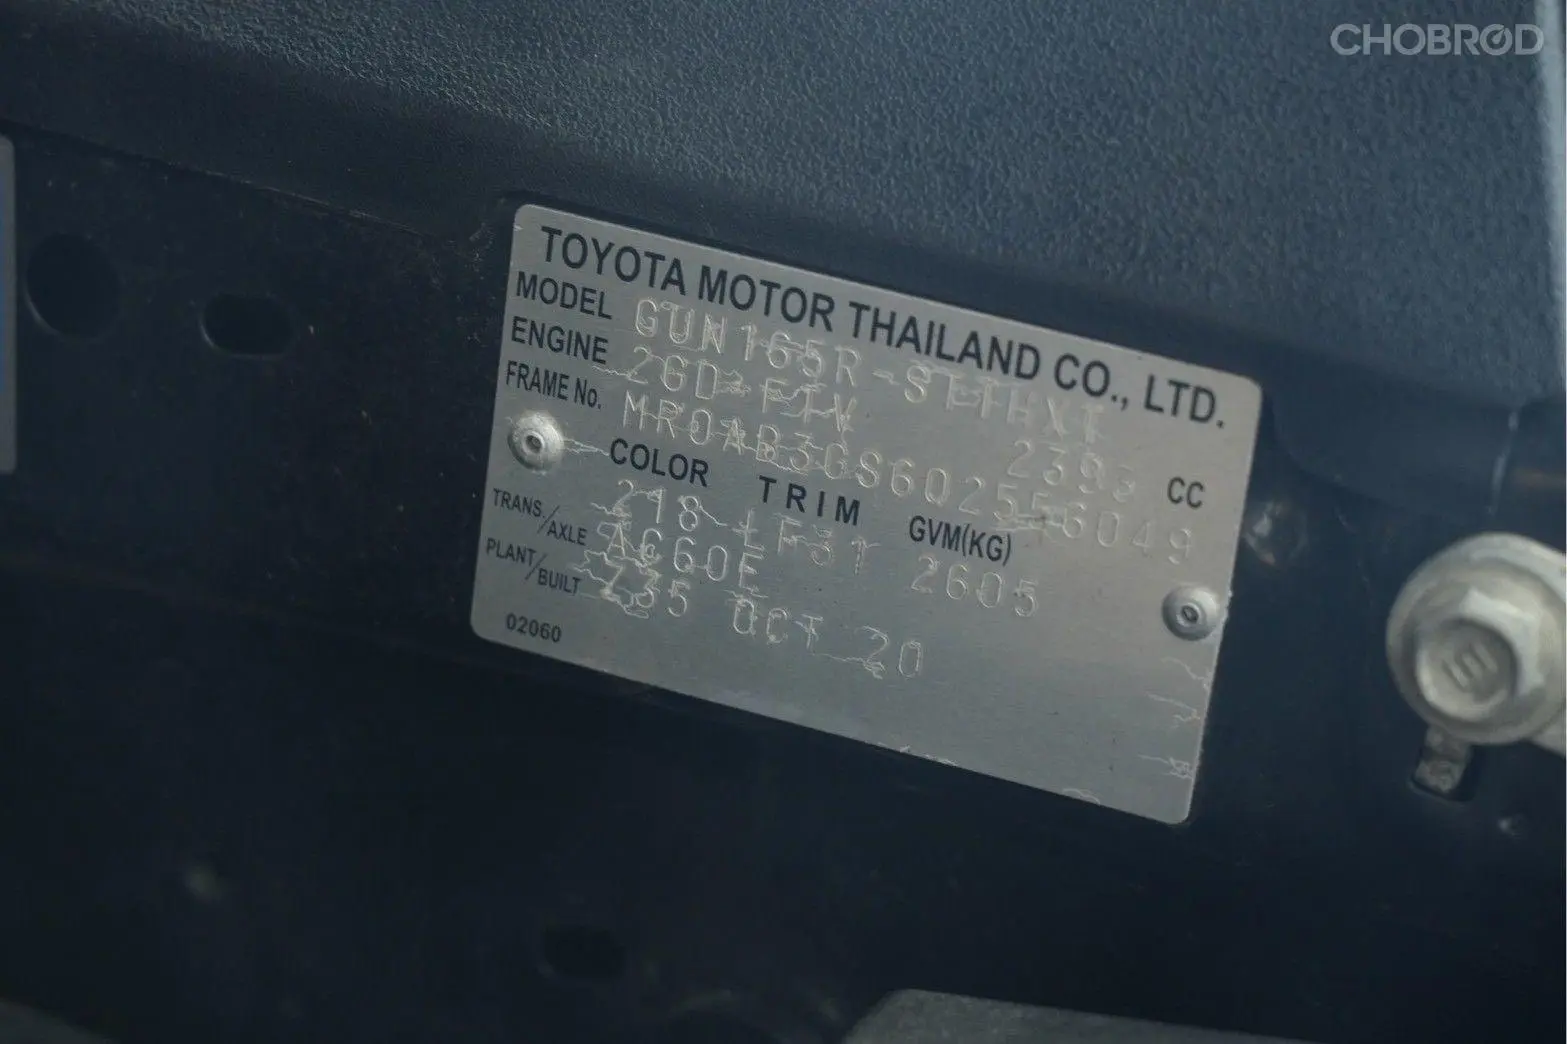 CHOBROD
TOYOTA MOTOR THAILAND CO., LTD.
MODEL GUN165R-STTHXT
ENGINE 2GD-FTV 2393 CC
FRAME No. MR0AB3GS602556049
COLOR TRIM GVM(KG)
218 LF31 2605
TRANS./AXLE AC60E
PLANT/BUILT Z35 OCT 20
02060